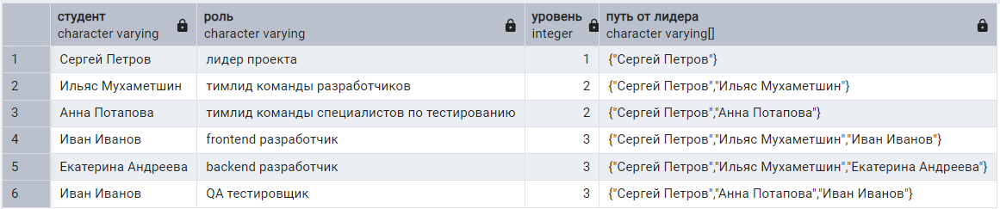 студент роль уровень путь от лидера
character varying character varying integer character varying[]
1 Сергей Петров лидер проекта 1 {"Сергей Петров"}
2 Ильяс Мухаметшин тимлид команды разработчиков 2 {"Сергей Петров","Ильяс Мухаметшин"}
3 Анна Потапова тимлид команды специалистов по тестированию 2 {"Сергей Петров","Анна Потапова"}
4 Иван Иванов frontend разработчик 3 {"Сергей Петров","Ильяс Мухаметшин","Иван Иванов"}
5 Екатерина Андреева backend разработчик 3 {"Сергей Петров","Ильяс Мухаметшин","Екатерина Андреева"}
6 Иван Иванов QA тестировщик 3 {"Сергей Петров","Анна Потапова","Иван Иванов"}